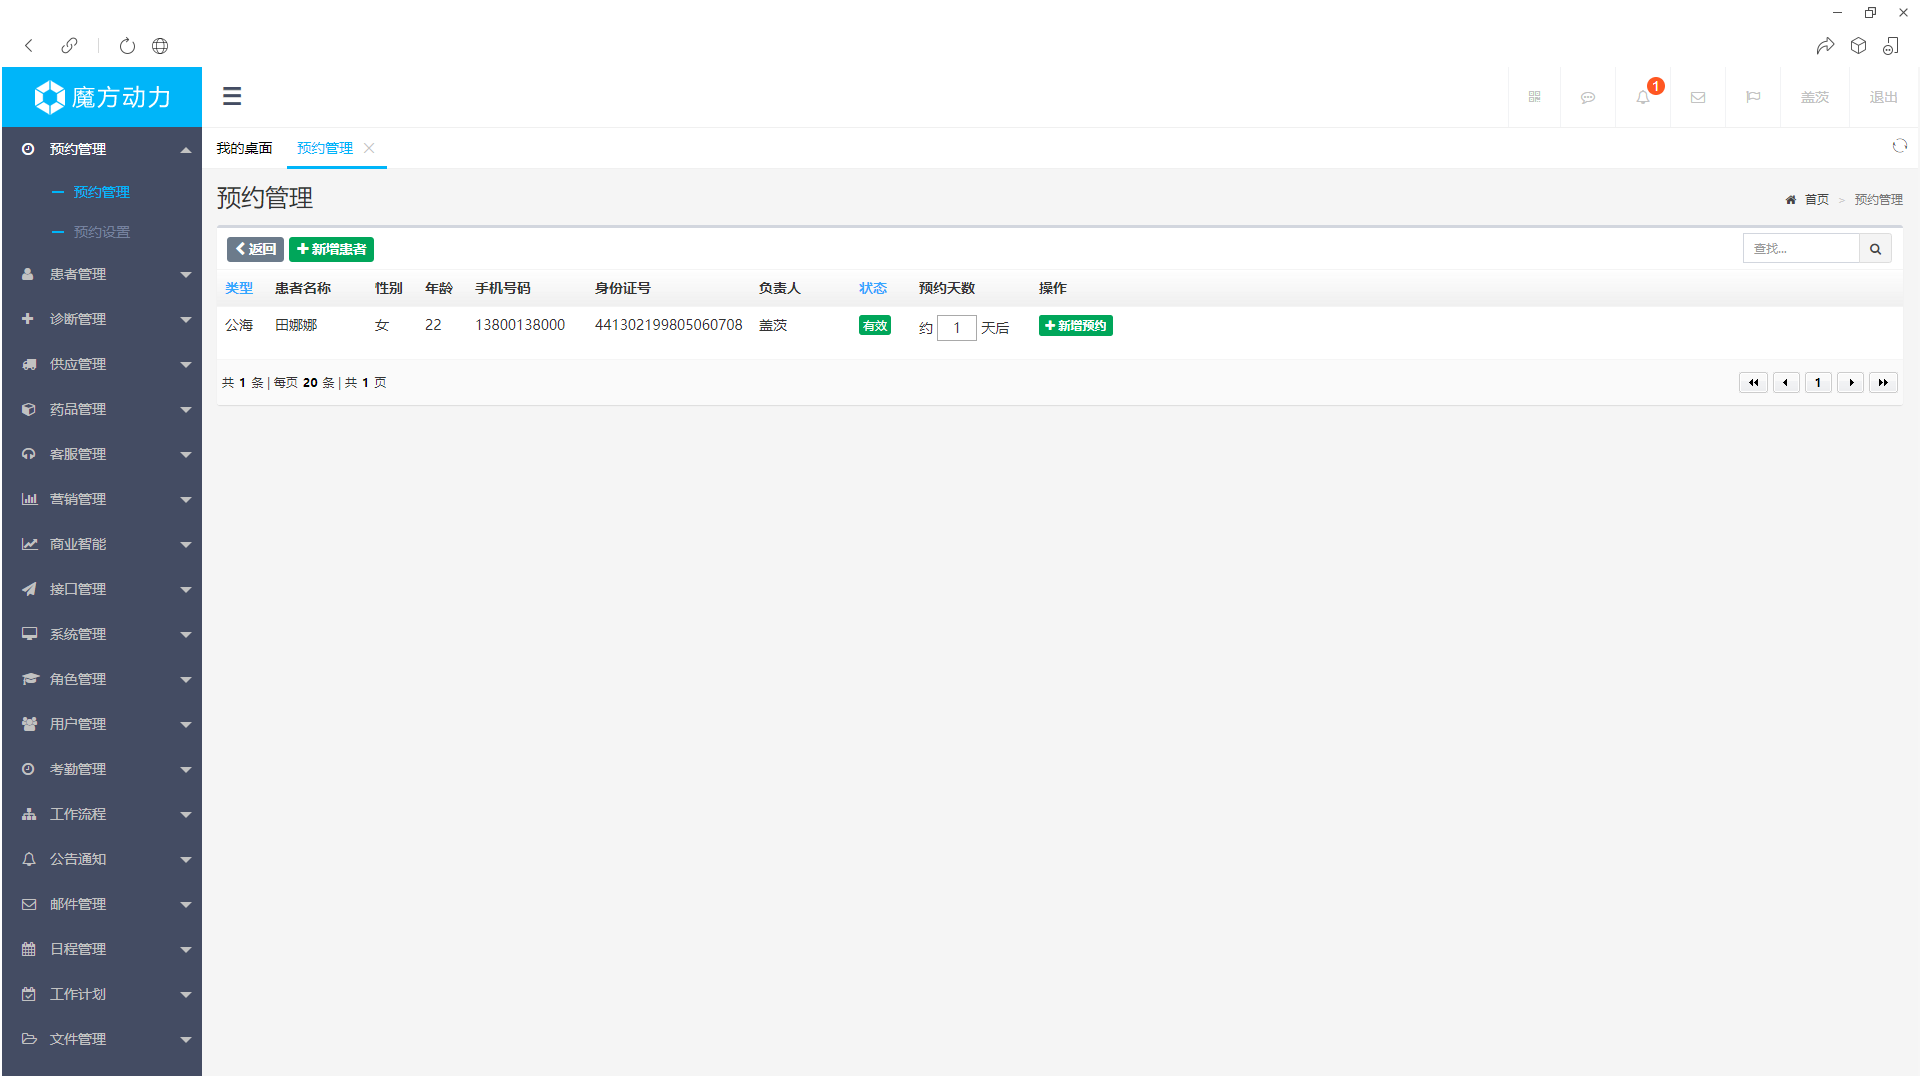 魔方动力
1
盖茨
退出
预约管理
预约管理
预约设置
患者管理
诊断管理
供应管理
药品管理
客服管理
营销管理
商业智能
接口管理
系统管理
角色管理
用户管理
考勤管理
工作流程
公告通知
邮件管理
日程管理
工作计划
文件管理
我的桌面 预约管理
预约管理
首页 > 预约管理
返回 新增患者
查找...
类型 患者名称 性别 年龄 手机号码 身份证号 负责人 状态 预约天数 操作
公海 田娜娜 女 22 13800138000 441302199805060708 盖茨 有效 约 1 天后 新增预约
共 1 条 | 每页 20 条 | 共 1 页
1